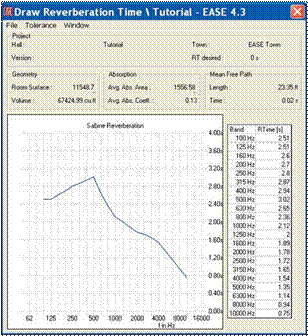 Draw Reverberation Time \ Tutorial - EASE 4.3
File Tolerance Window
Project
Hall : Tutorial Town : EASE Town
Version : RT desired : 0 s
Geometry Absorption Mean Free Path
Room Surface : 11548.7 Avg. Abs. Area : 1556.58 Length : 23.35 ft
Volume : 67424.99 cu.ft Avg. Abs. Coeff. : 0.13 Time : 0.02 s
Sabine Reverberation
4.00s
3.60s
3.20s
2.80s
2.40s
2.00s
1.60s
1.20s
0.80s
0.40s
0.00s
62 125 250 500 1000 2000 4000 8000 16000
f in Hz
Band RTime [s]
100 Hz 2.51
125 Hz 2.51
160 Hz 2.6
200 Hz 2.7
250 Hz 2.8
315 Hz 2.87
400 Hz 2.94
500 Hz 3.02
630 Hz 2.65
800 Hz 2.36
1000 Hz 2.12
1250 Hz 2
1600 Hz 1.89
2000 Hz 1.78
2500 Hz 1.72
3150 Hz 1.65
4000 Hz 1.54
5000 Hz 1.35
6300 Hz 1.14
8000 Hz 0.94
10000 Hz 0.75